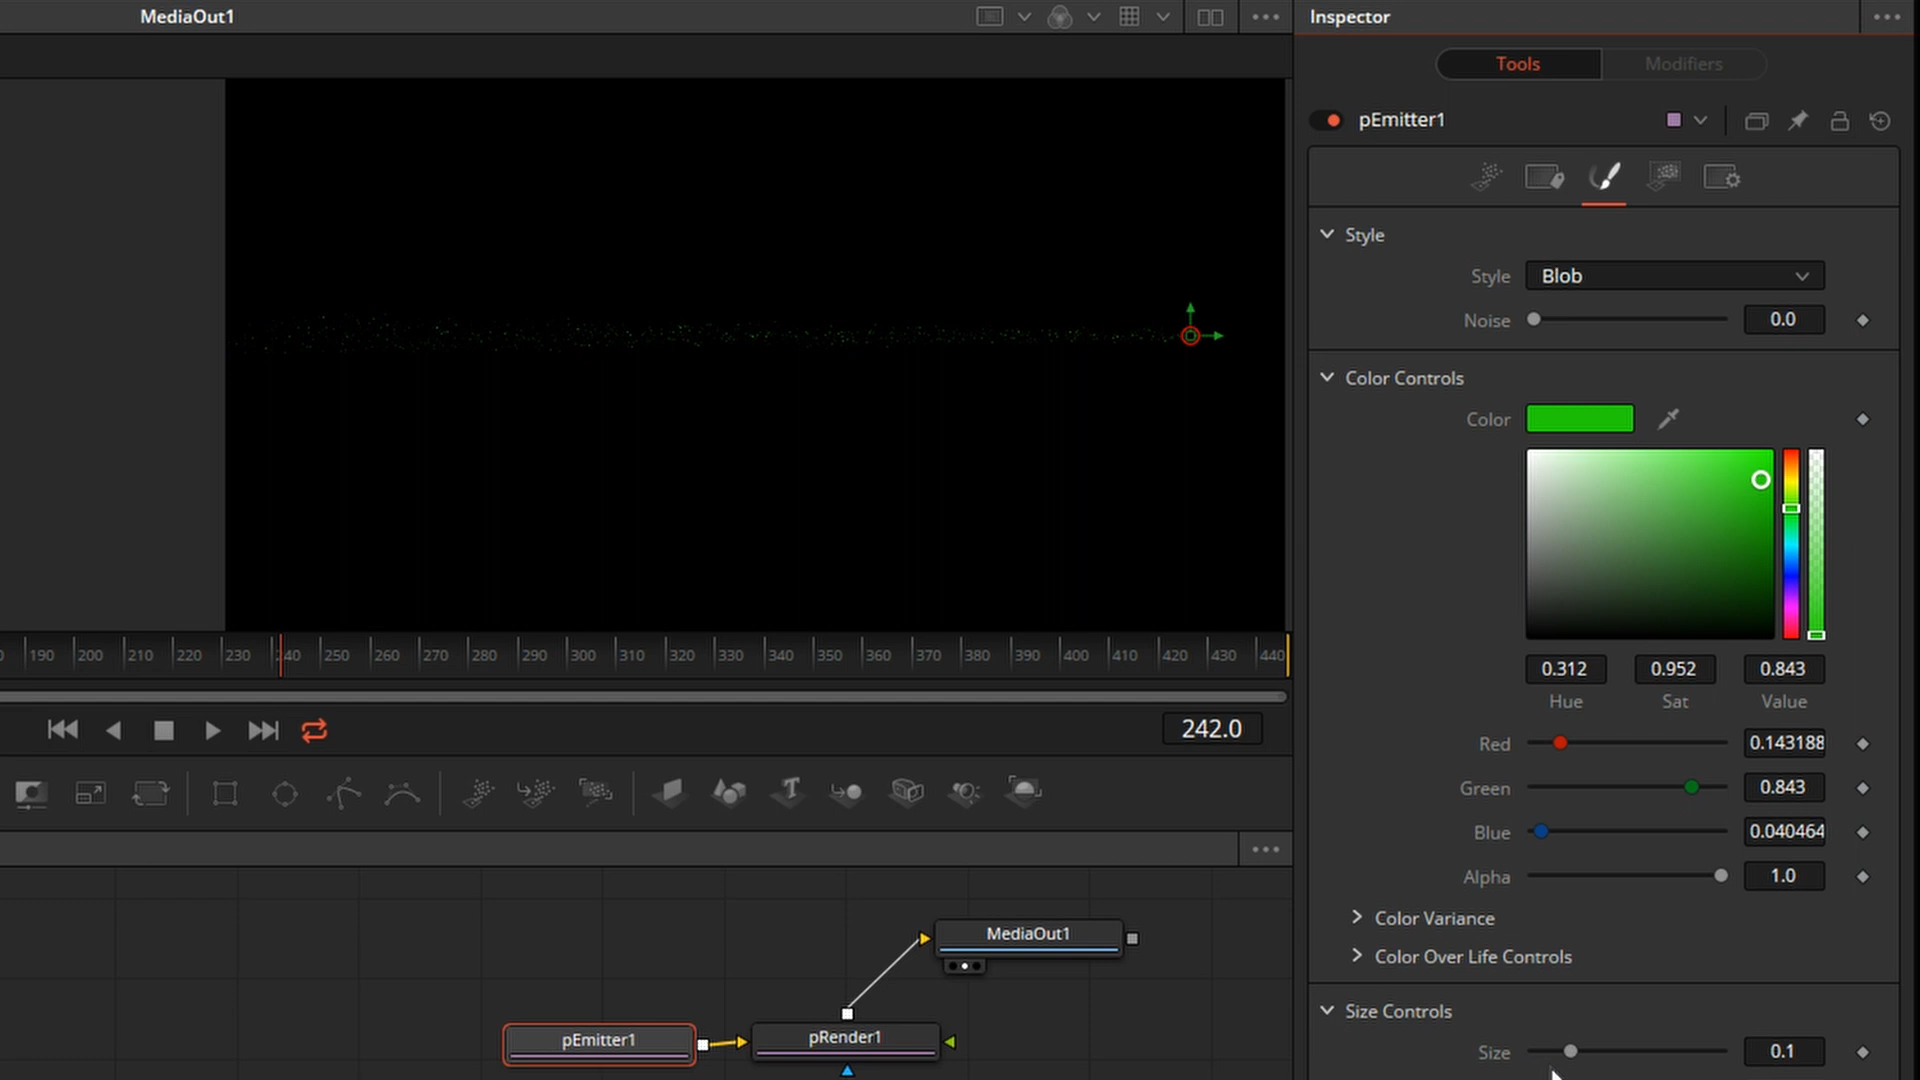 MediaOut1
Inspector
Tools
Modifiers
pEmitter1
Style
Style
Blob
Noise
0.0
Color Controls
Color
0.312
0.952
0.843
Hue
Sat
Value
Red
0.143188
Green
0.843
Blue
0.040464
Alpha
1.0
Color Variance
Color Over Life Controls
Size Controls
Size
0.1
0 190 200 210 220 230 240 250 260 270 280 290 300 310 320 330 340 350 360 370 380 390 400 410 420 430 440
242.0
T
MediaOut1
pEmitter1
pRender1